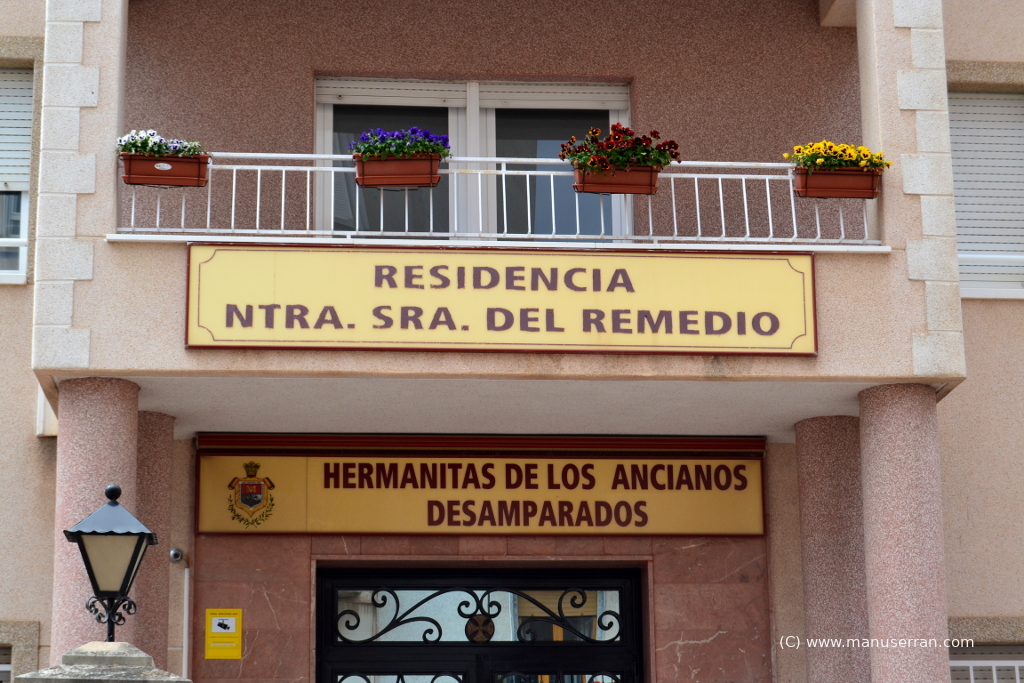 RESIDENCIA
NTRA. SRA. DEL REMEDIO
HERMANITAS DE LOS ANCIANOS
DESAMPARADOS
(C) www.manuserran.com